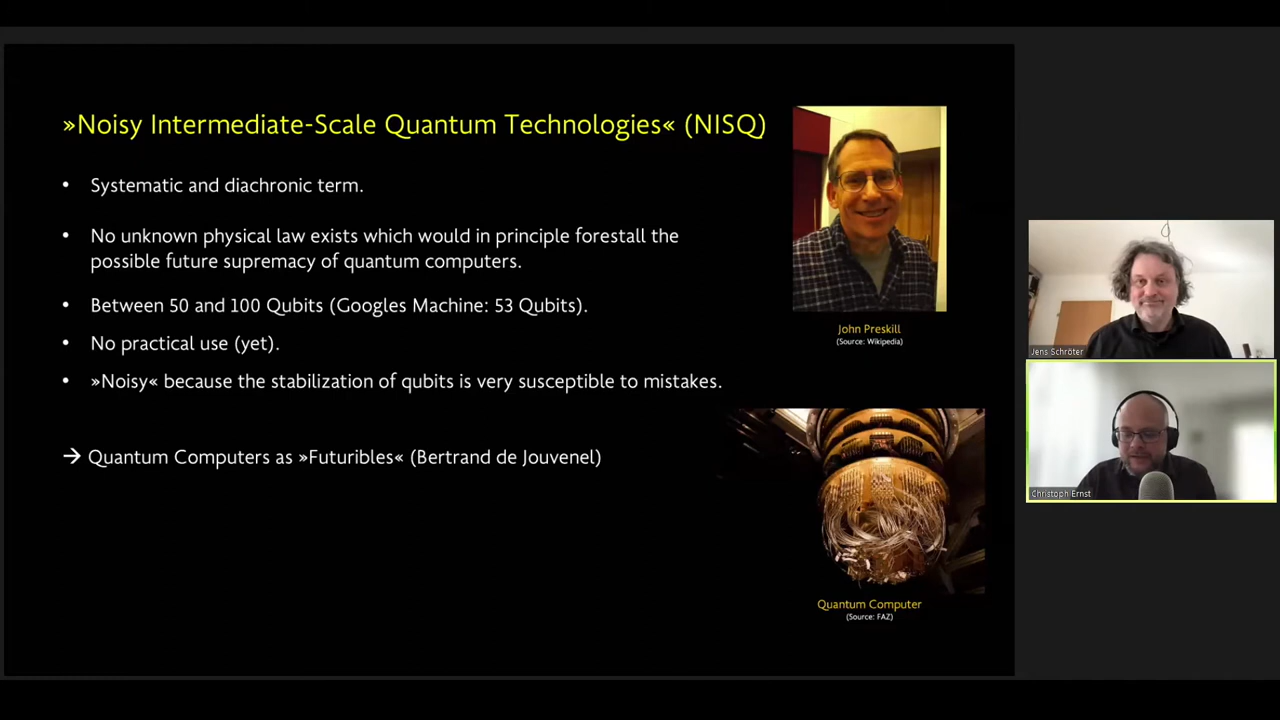 »Noisy Intermediate-Scale Quantum Technologies« (NISQ)
• Systematic and diachronic term.
• No unknown physical law exists which would in principle forestall the
possible future supremacy of quantum computers.
• Between 50 and 100 Qubits (Googles Machine: 53 Qubits).
• No practical use (yet).
• »Noisy« because the stabilization of qubits is very susceptible to mistakes.
→ Quantum Computers as »Futuribles« (Bertrand de Jouvenel)
John Preskill
(Source: Wikipedia)
Quantum Computer
(Source: FAZ)
Jens Schröter
Christoph Ernst